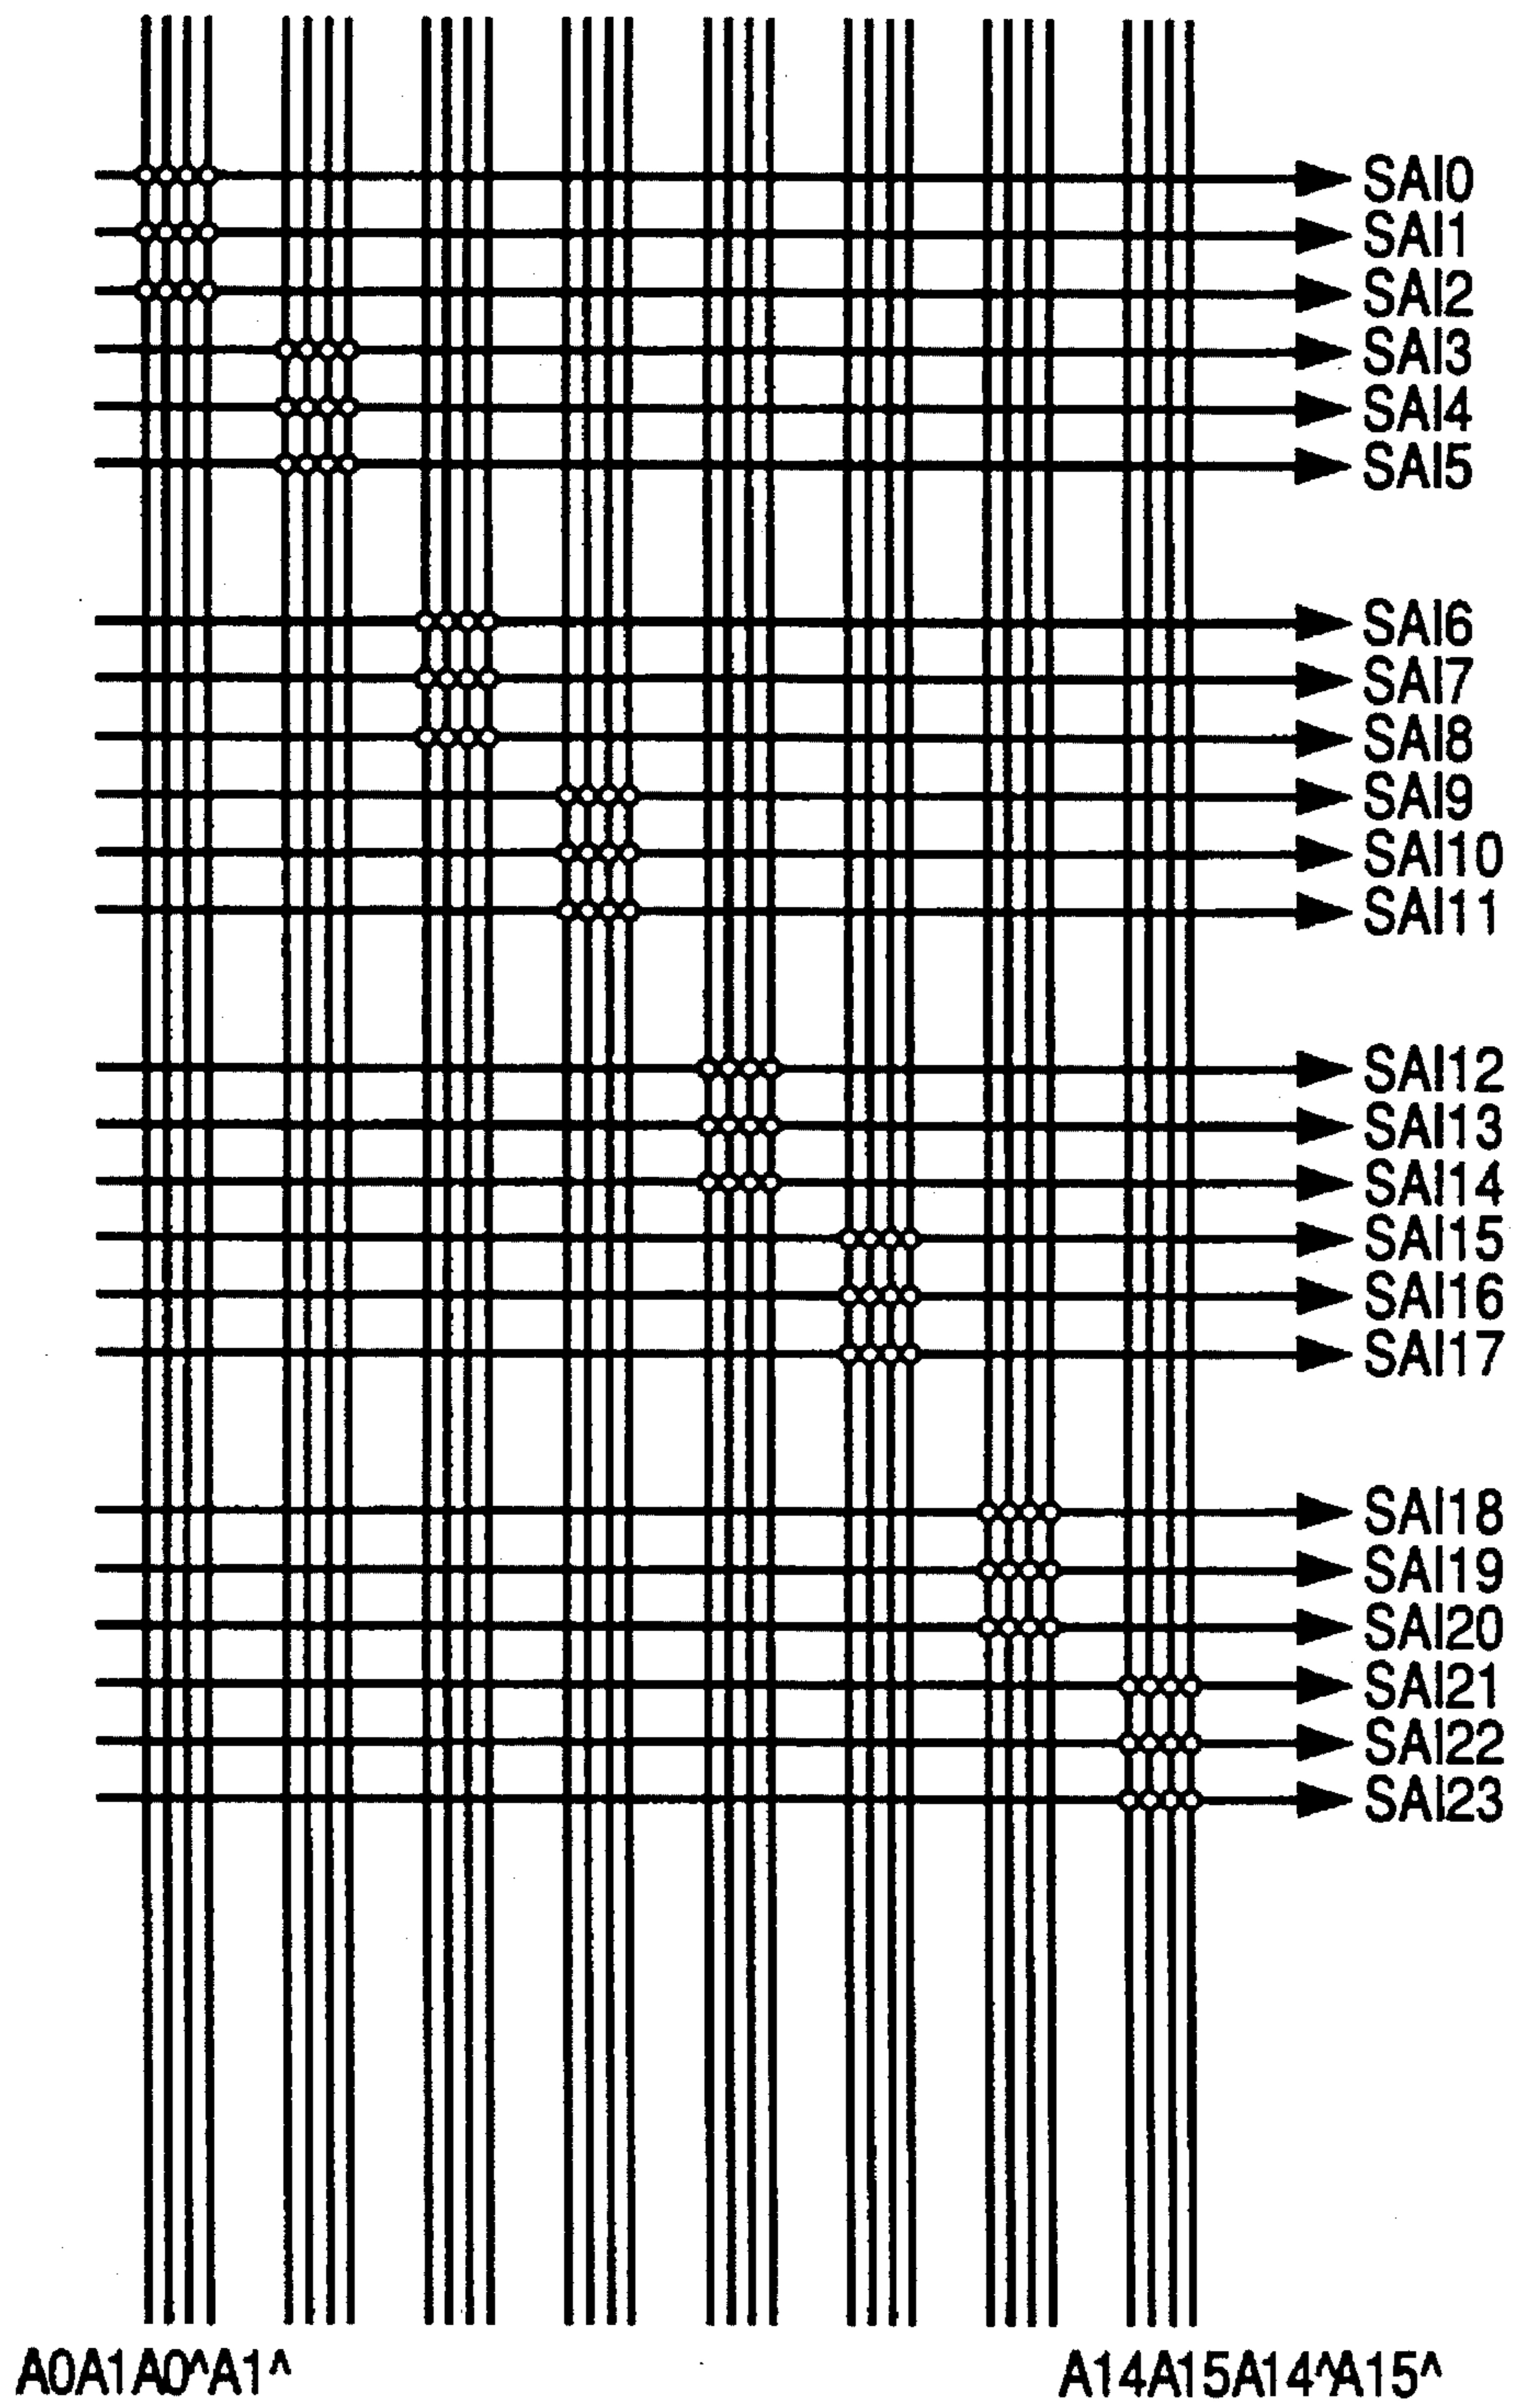 SAI0
SAI1
SAI2
SAI3
SAI4
SAI5
SAI6
SAI7
SAI8
SAI9
SAI10
SAI11
SAI12
SAI13
SAI14
SAI15
SAI16
SAI17
SAI18
SAI19
SAI20
SAI21
SAI22
SAI23
A0A1A0^A1^ A14A15A14^A15^